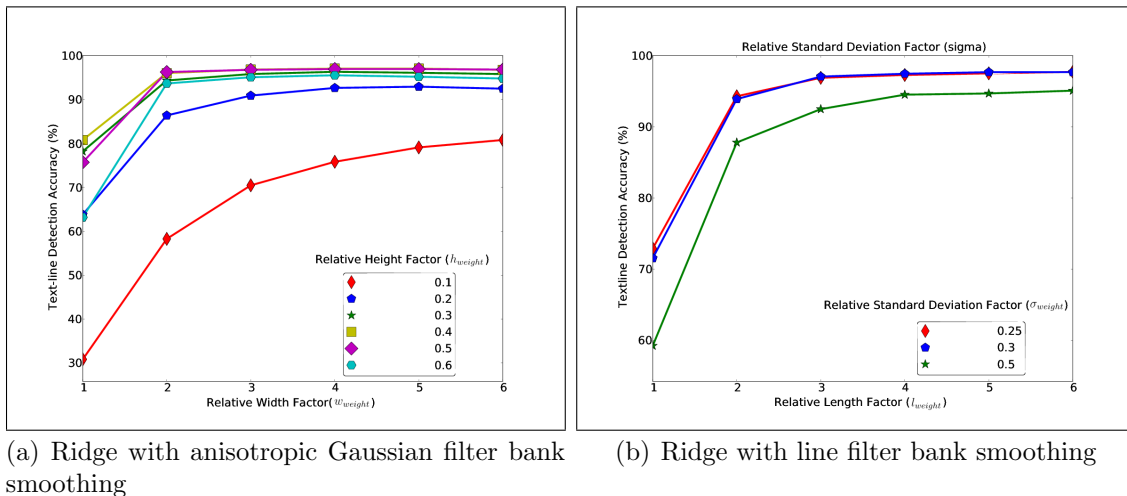 100
90
80
70
60
50
40
30
1 2 3 4 5 6
Text-line Detection Accuracy (%)
Relative Width Factor(w_weight)
Relative Height Factor (h_weight)
0.1
0.2
0.3
0.4
0.5
0.6
(a) Ridge with anisotropic Gaussian filter bank
smoothing
Relative Standard Deviation Factor (sigma)
100
90
80
70
60
1 2 3 4 5 6
Textline Detection Accuracy (%)
Relative Length Factor (l_weight)
Relative Standard Deviation Factor (σ_weight)
0.25
0.3
0.5
(b) Ridge with line filter bank smoothing